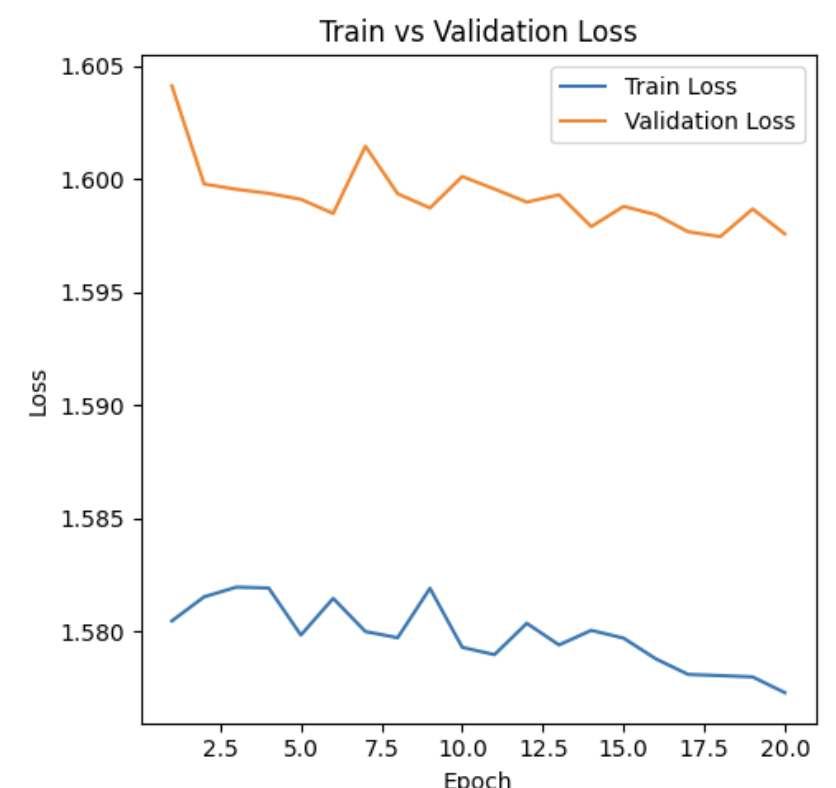 Train vs Validation Loss
Train Loss
Validation Loss
1.605
1.600
1.595
1.590
1.585
1.580
Loss
2.5 5.0 7.5 10.0 12.5 15.0 17.5 20.0
Epoch